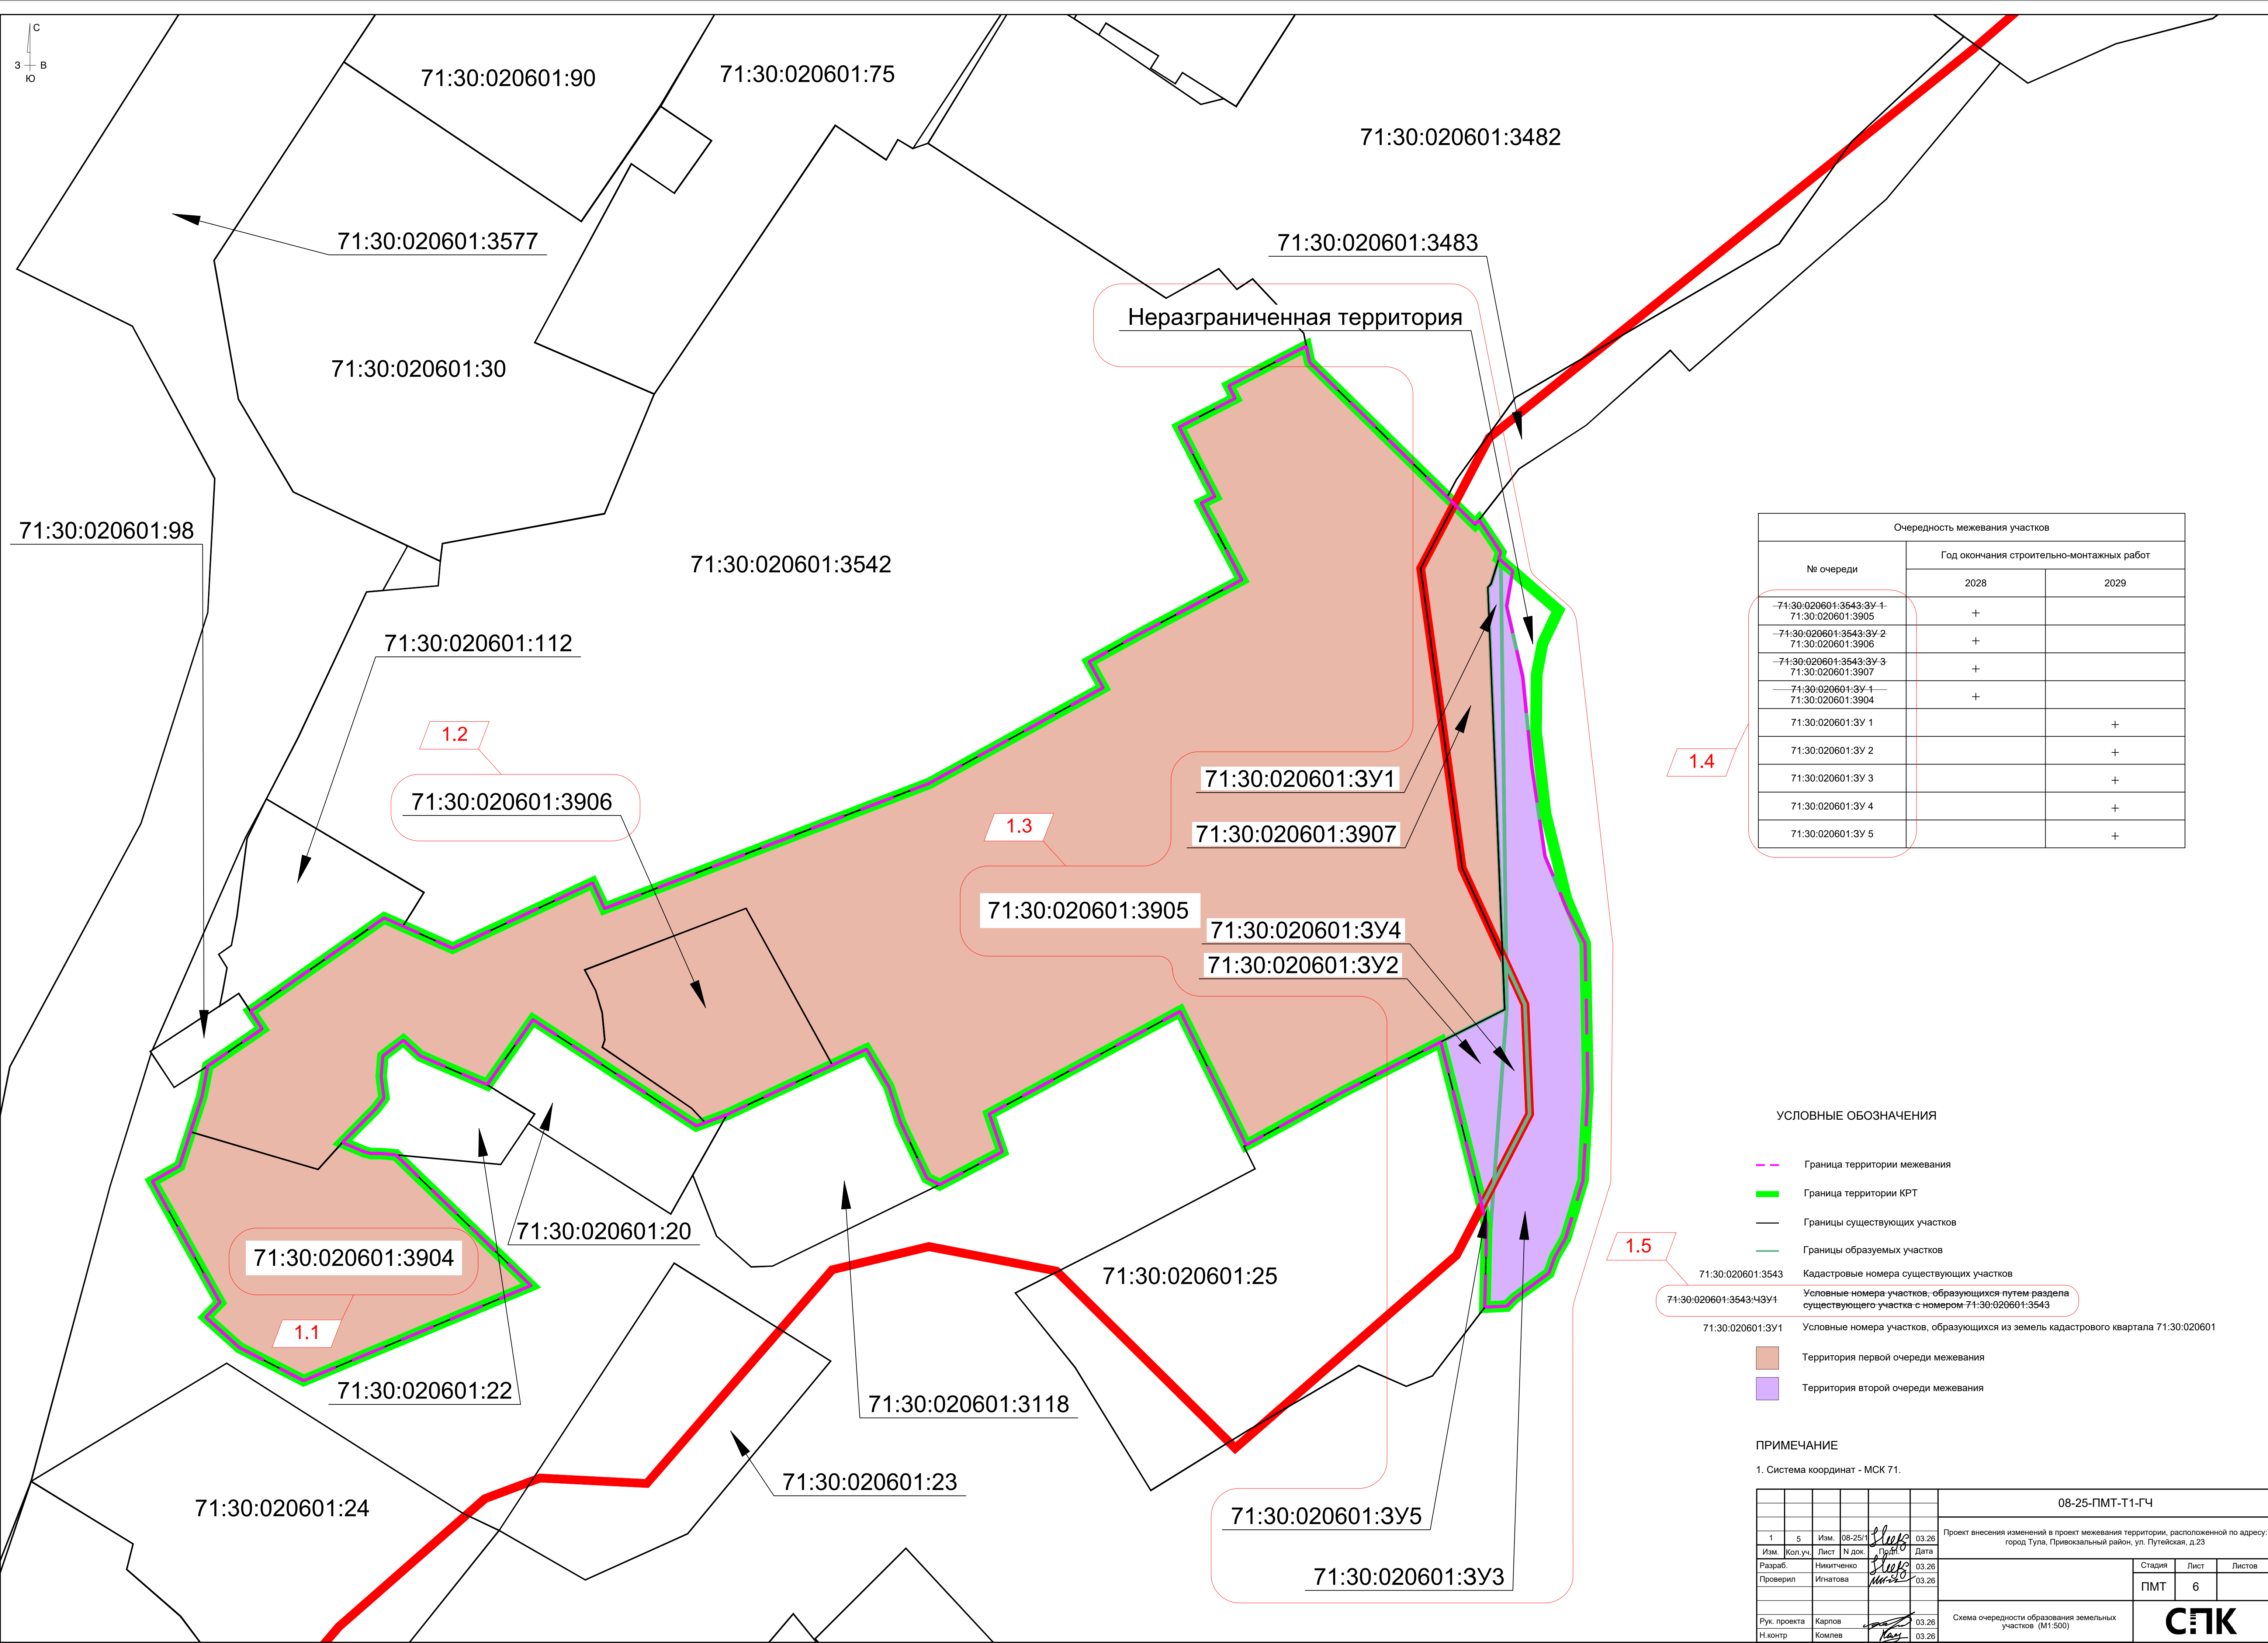 С
З В
Ю
71:30:020601:90
71:30:020601:75
71:30:020601:3482
71:30:020601:3577
71:30:020601:3483
Неразграниченная территория
71:30:020601:30
71:30:020601:98
71:30:020601:3542
71:30:020601:112
1.2
71:30:020601:3906
71:30:020601:ЗУ1
1.3
71:30:020601:3907
71:30:020601:3905
71:30:020601:ЗУ4
71:30:020601:ЗУ2
71:30:020601:20
71:30:020601:3904
71:30:020601:25
1.1
71:30:020601:22
71:30:020601:3118
71:30:020601:23
71:30:020601:24
71:30:020601:ЗУ5
71:30:020601:ЗУ3
Очередность межевания участков
№ очереди
Год окончания строительно-монтажных работ
2028 2029
71:30:020601:3543:ЗУ 1
71:30:020601:3905 +
71:30:020601:3543:ЗУ 2
71:30:020601:3906 +
71:30:020601:3543:ЗУ 3
71:30:020601:3907 +
71:30:020601:ЗУ 1
71:30:020601:3904 +
71:30:020601:ЗУ 1 +
71:30:020601:ЗУ 2 +
71:30:020601:ЗУ 3 +
71:30:020601:ЗУ 4 +
71:30:020601:ЗУ 5 +
1.4
УСЛОВНЫЕ ОБОЗНАЧЕНИЯ
Граница территории межевания
Граница территории КРТ
Границы существующих участков
Границы образуемых участков
1.5
71:30:020601:3543 Кадастровые номера существующих участков
71:30:020601:3543:ЧЗУ1 Условные номера участков, образующихся путем раздела
существующего участка с номером 71:30:020601:3543
71:30:020601:ЗУ1 Условные номера участков, образующихся из земель кадастрового квартала 71:30:020601
Территория первой очереди межевания
Территория второй очереди межевания
ПРИМЕЧАНИЕ
1. Система координат - МСК 71.
08-25-ПМТ-Т1-ГЧ
1 5 Изм. 08-25/1 03.26
Изм. Кол.уч. Лист N док. Подп. Дата
Проект внесения изменений в проект межевания территории, расположенной по адресу:
город Тула, Привокзальный район, ул. Путейская, д.23
Разраб. Никитченко 03.26
Проверил Игнатова 03.26
Стадия Лист Листов
ПМТ 6
Рук. проекта Карпов 03.26
Н.контр Комлев 03.26
Схема очередности образования земельных
участков (М1:500)
СПК